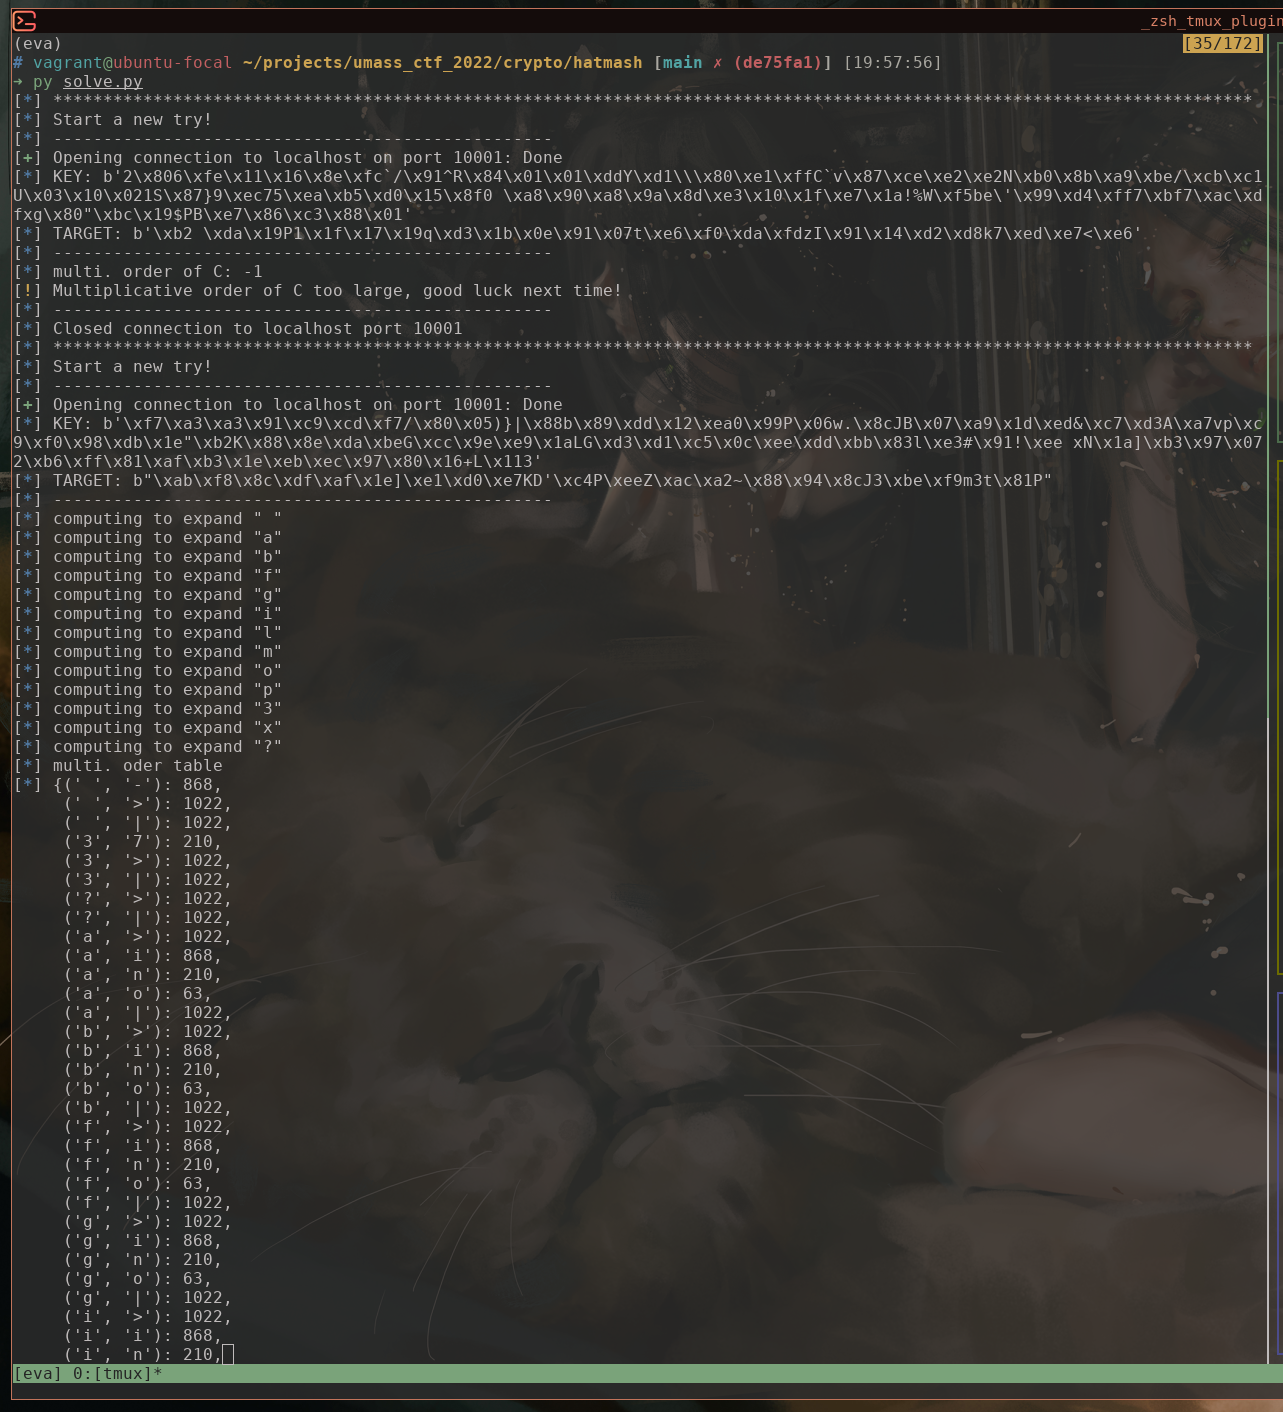 _zsh_tmux_plugin
(eva) [35/172]
# vagrant@ubuntu-focal ~/projects/umass_ctf_2022/crypto/hatmash [main ✗ (de75fa1)] [19:57:56]
→ py solve.py
[*] ************************************************************************************************************************
[*] Start a new try!
[*] --------------------------------------------------
[+] Opening connection to localhost on port 10001: Done
[*] KEY: b'2\x806\xfe\x11\x16\x8e\xfc`/\x91^R\x84\x01\x01\xddY\xd1\\\x80\xe1\xffC`v\x87\xce\xe2\xe2N\xb0\x8b\xa9\xbe/\xcb\xc1
U\x03\x10\x021S\x87}9\xec75\xea\xb5\xd0\x15\x8f0 \xa8\x90\xa8\x9a\x8d\xe3\x10\x1f\xe7\x1a!%W\xf5be\'\x99\xd4\xff7\xbf7\xac\xd
fxg\x80"\xbc\x19$PB\xe7\x86\xc3\x88\x01'
[*] TARGET: b'\xb2 \xda\x19P1\x1f\x17\x19q\xd3\x1b\x0e\x91\x07t\xe6\xf0\xda\xfdzI\x91\x14\xd2\xd8k7\xed\xe7<\xe6'
[*] --------------------------------------------------
[*] multi. order of C: -1
[!] Multiplicative order of C too large, good luck next time!
[*] --------------------------------------------------
[*] Closed connection to localhost port 10001
[*] ************************************************************************************************************************
[*] Start a new try!
[*] --------------------------------------------------
[+] Opening connection to localhost on port 10001: Done
[*] KEY: b'\xf7\xa3\xa3\x91\xc9\xcd\xf7/\x80\x05)}|\x88b\x89\xdd\x12\xea0\x99P\x06w.\x8cJB\x07\xa9\x1d\xed&\xc7\xd3A\xa7vp\xc
9\xf0\x98\xdb\x1e"\xb2K\x88\x8e\xda\xbeG\xcc\x9e\xe9\x1aLG\xd3\xd1\xc5\x0c\xee\xdd\xbb\x83l\xe3#\x91!\xee xN\x1a]\xb3\x97\x07
2\xb6\xff\x81\xaf\xb3\x1e\xeb\xec\x97\x80\x16+L\x113'
[*] TARGET: b"\xab\xf8\x8c\xdf\xaf\x1e]\xe1\xd0\xe7KD'\xc4P\xeeZ\xac\xa2~\x88\x94\x8cJ3\xbe\xf9m3t\x81P"
[*] --------------------------------------------------
[*] computing to expand " "
[*] computing to expand "a"
[*] computing to expand "b"
[*] computing to expand "f"
[*] computing to expand "g"
[*] computing to expand "i"
[*] computing to expand "l"
[*] computing to expand "m"
[*] computing to expand "o"
[*] computing to expand "p"
[*] computing to expand "3"
[*] computing to expand "x"
[*] computing to expand "?"
[*] multi. oder table
[*] {(' ', '-'): 868,
(' ', '>'): 1022,
(' ', '|'): 1022,
('3', '7'): 210,
('3', '>'): 1022,
('3', '|'): 1022,
('?', '>'): 1022,
('?', '|'): 1022,
('a', '>'): 1022,
('a', 'i'): 868,
('a', 'n'): 210,
('a', 'o'): 63,
('a', '|'): 1022,
('b', '>'): 1022,
('b', 'i'): 868,
('b', 'n'): 210,
('b', 'o'): 63,
('b', '|'): 1022,
('f', '>'): 1022,
('f', 'i'): 868,
('f', 'n'): 210,
('f', 'o'): 63,
('f', '|'): 1022,
('g', '>'): 1022,
('g', 'i'): 868,
('g', 'n'): 210,
('g', 'o'): 63,
('g', '|'): 1022,
('i', '>'): 1022,
('i', 'i'): 868,
('i', 'n'): 210,
[eva] 0:[tmux]*